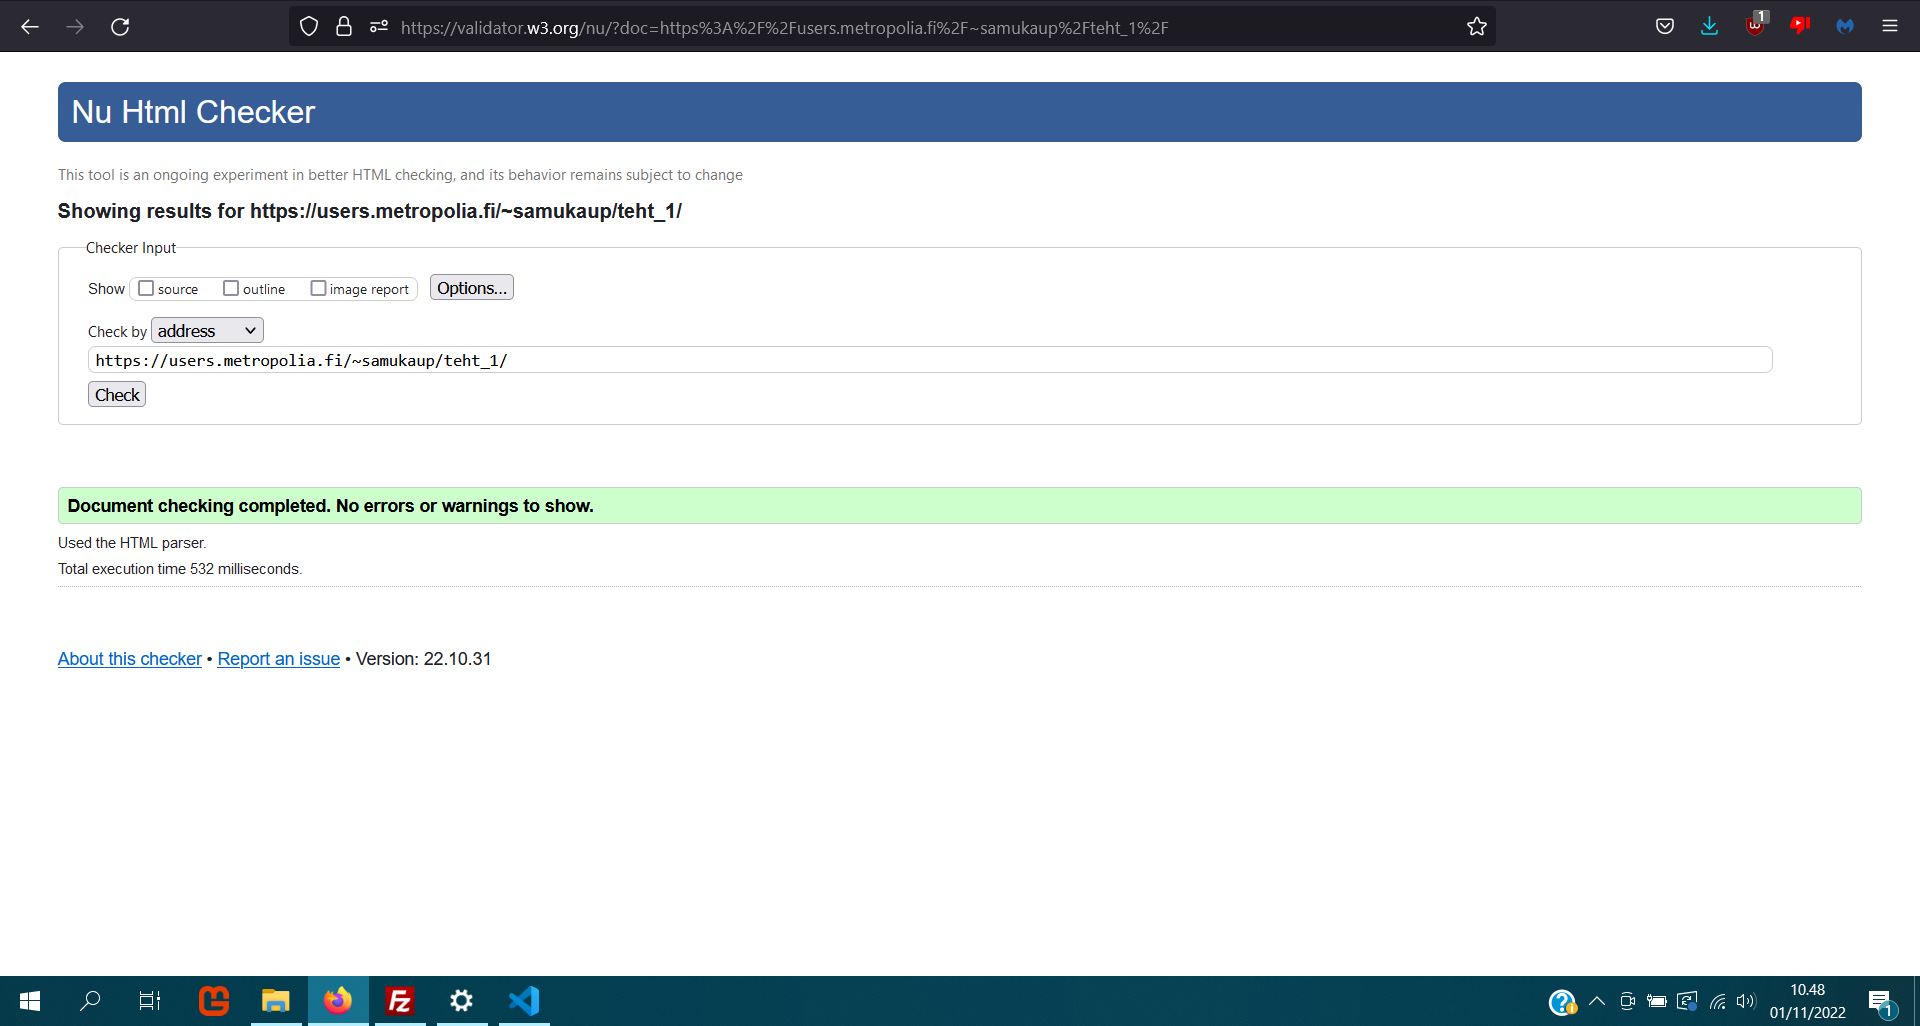 https://validator.w3.org/nu/?doc=https%3A%2F%2Fusers.metropolia.fi%2F~samukaup%2Fteht_1%2F
1
Nu Html Checker
This tool is an ongoing experiment in better HTML checking, and its behavior remains subject to change
Showing results for https://users.metropolia.fi/~samukaup/teht_1/
Checker Input
Show source outline image report Options...
Check by address
https://users.metropolia.fi/~samukaup/teht_1/
Check
Document checking completed. No errors or warnings to show.
Used the HTML parser.
Total execution time 532 milliseconds.
About this checker • Report an issue • Version: 22.10.31
Fz
10.48
01/11/2022
1